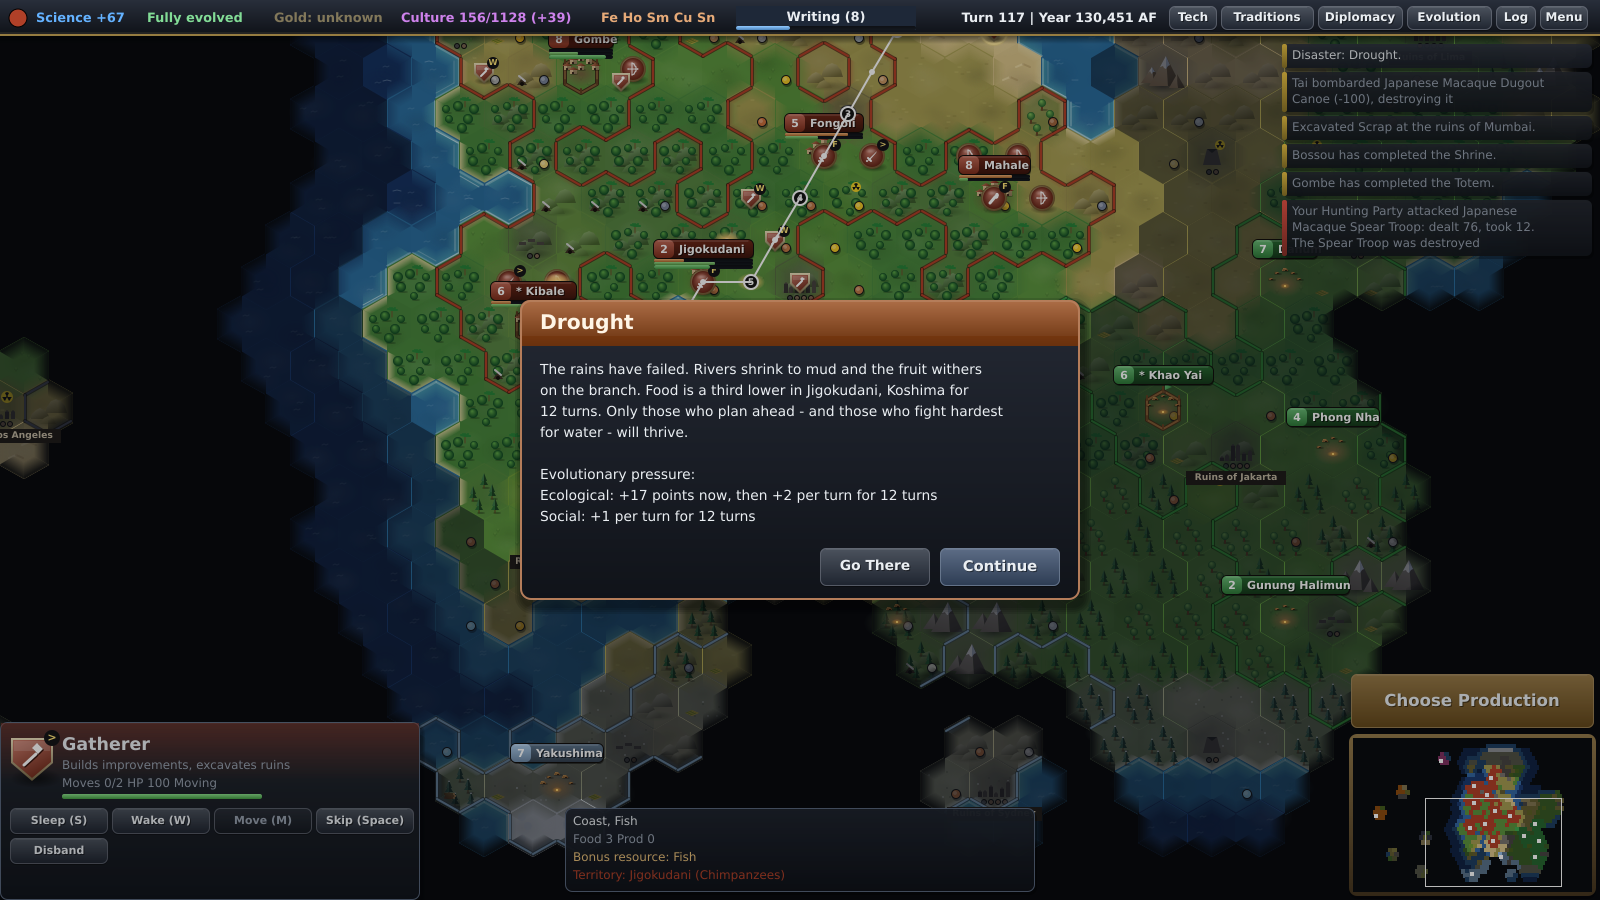 Science +67
Fully evolved
Gold: unknown
Culture 156/1128 (+39)
Fe Ho Sm Cu Sn
Writing (8)
Turn 117 | Year 130,451 AF
Tech
Traditions
Diplomacy
Evolution
Log
Menu
Disaster: Drought.
Tai bombarded Japanese Macaque Dugout
Canoe (-100), destroying it
Excavated Scrap at the ruins of Mumbai.
Bossou has completed the Shrine.
Gombe has completed the Totem.
Your Hunting Party attacked Japanese
Macaque Spear Troop: dealt 76, took 12.
The Spear Troop was destroyed
8 Gombe
5 Fongoli
8 Mahale
2 Jigokudani
6 * Kibale
7
6 * Khao Yai
4 Phong Nha
Ruins of Jakarta
2 Gunung Halimun
7 Yakushima
os Angeles
Drought
The rains have failed. Rivers shrink to mud and the fruit withers
on the branch. Food is a third lower in Jigokudani, Koshima for
12 turns. Only those who plan ahead - and those who fight hardest
for water - will thrive.
Evolutionary pressure:
Ecological: +17 points now, then +2 per turn for 12 turns
Social: +1 per turn for 12 turns
Go There
Continue
Gatherer
Builds improvements, excavates ruins
Moves 0/2 HP 100 Moving
Sleep (S)
Wake (W)
Move (M)
Skip (Space)
Disband
Coast, Fish
Food 3 Prod 0
Bonus resource: Fish
Territory: Jigokudani (Chimpanzees)
Choose Production